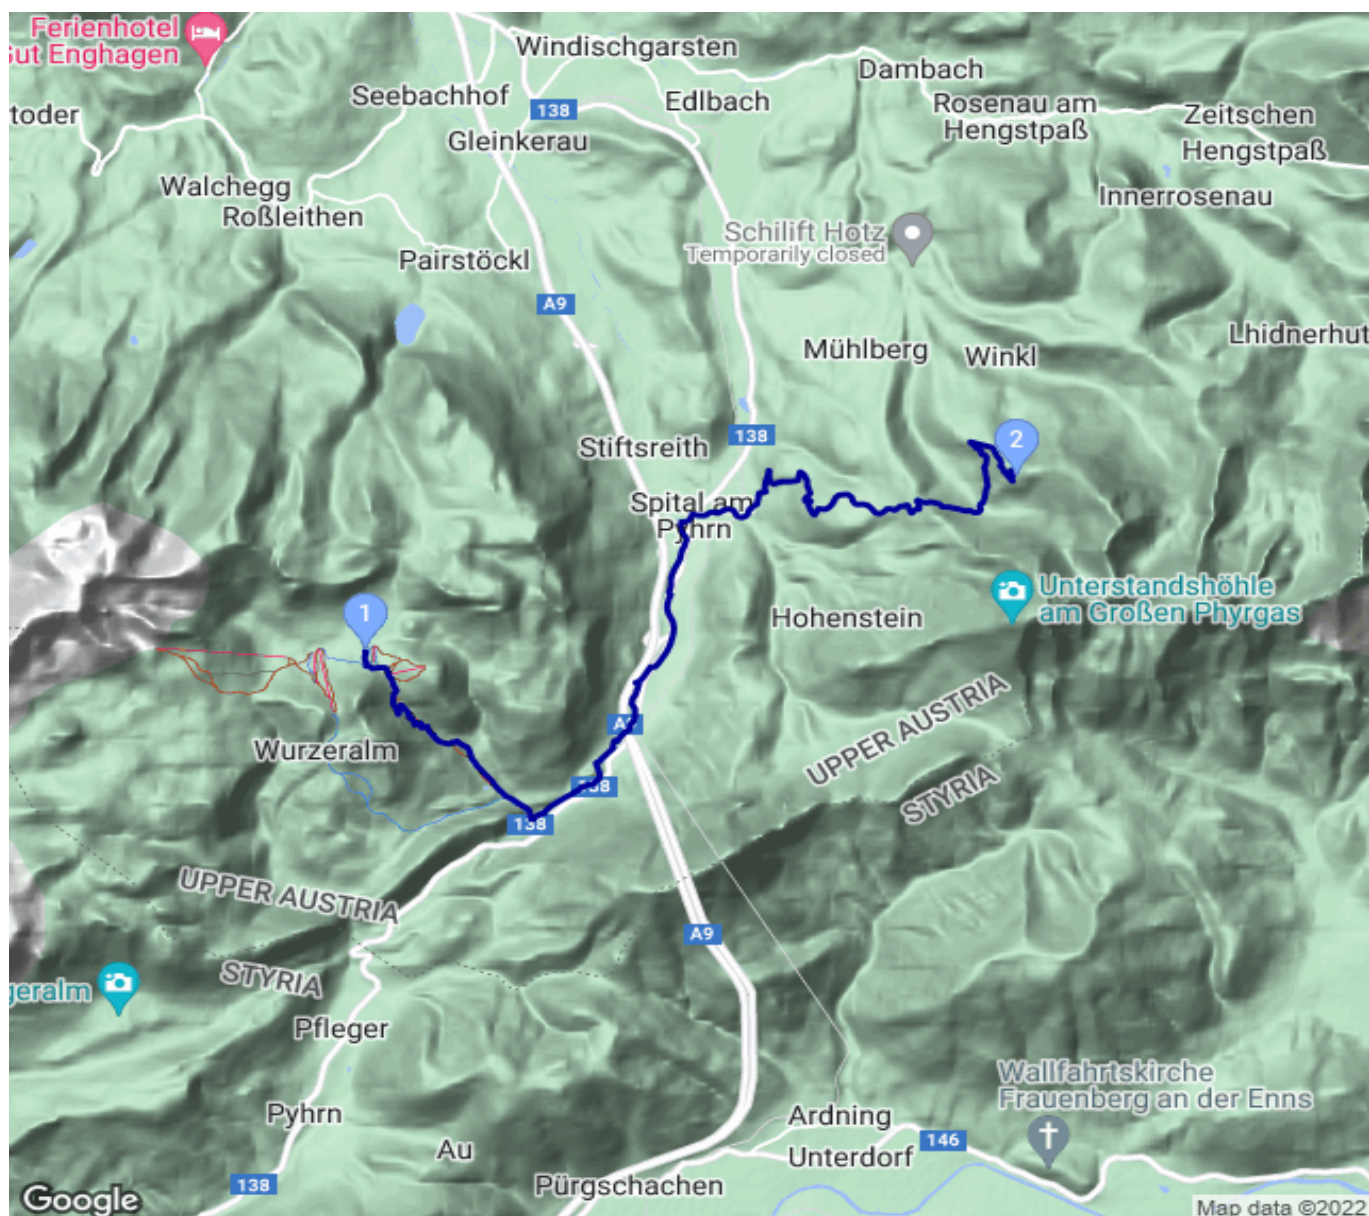 Ferienhotel
Gut Enghagen
Windischgarsten
Dambach
Seebachhof
138
Edlbach
Rosenau am
Hengstpaß
Zeitschen
Hengstpaß
toder
Gleinkerau
Walchegg
Roßleithen
Innerrosenau
Schilift Hotz
Temporarily closed
Pairstöckl
A9
Mühlberg
Winkl
Lhidnerhut
Stiftsreith
138
2
Spital am
Pyhrn
Unterstandshöhle
am Großen Phyrgas
1
Hohenstein
UPPER AUSTRIA
STYRIA
Wurzeralm
138
138
UPPER AUSTRIA
STYRIA
A9
geralm
Pfleger
Wallfahrtskirche
Frauenberg an der Enns
Pyhrn
Ardning
Au
146
Unterdorf
138
Pürgschachen
Google
Map data ©2022